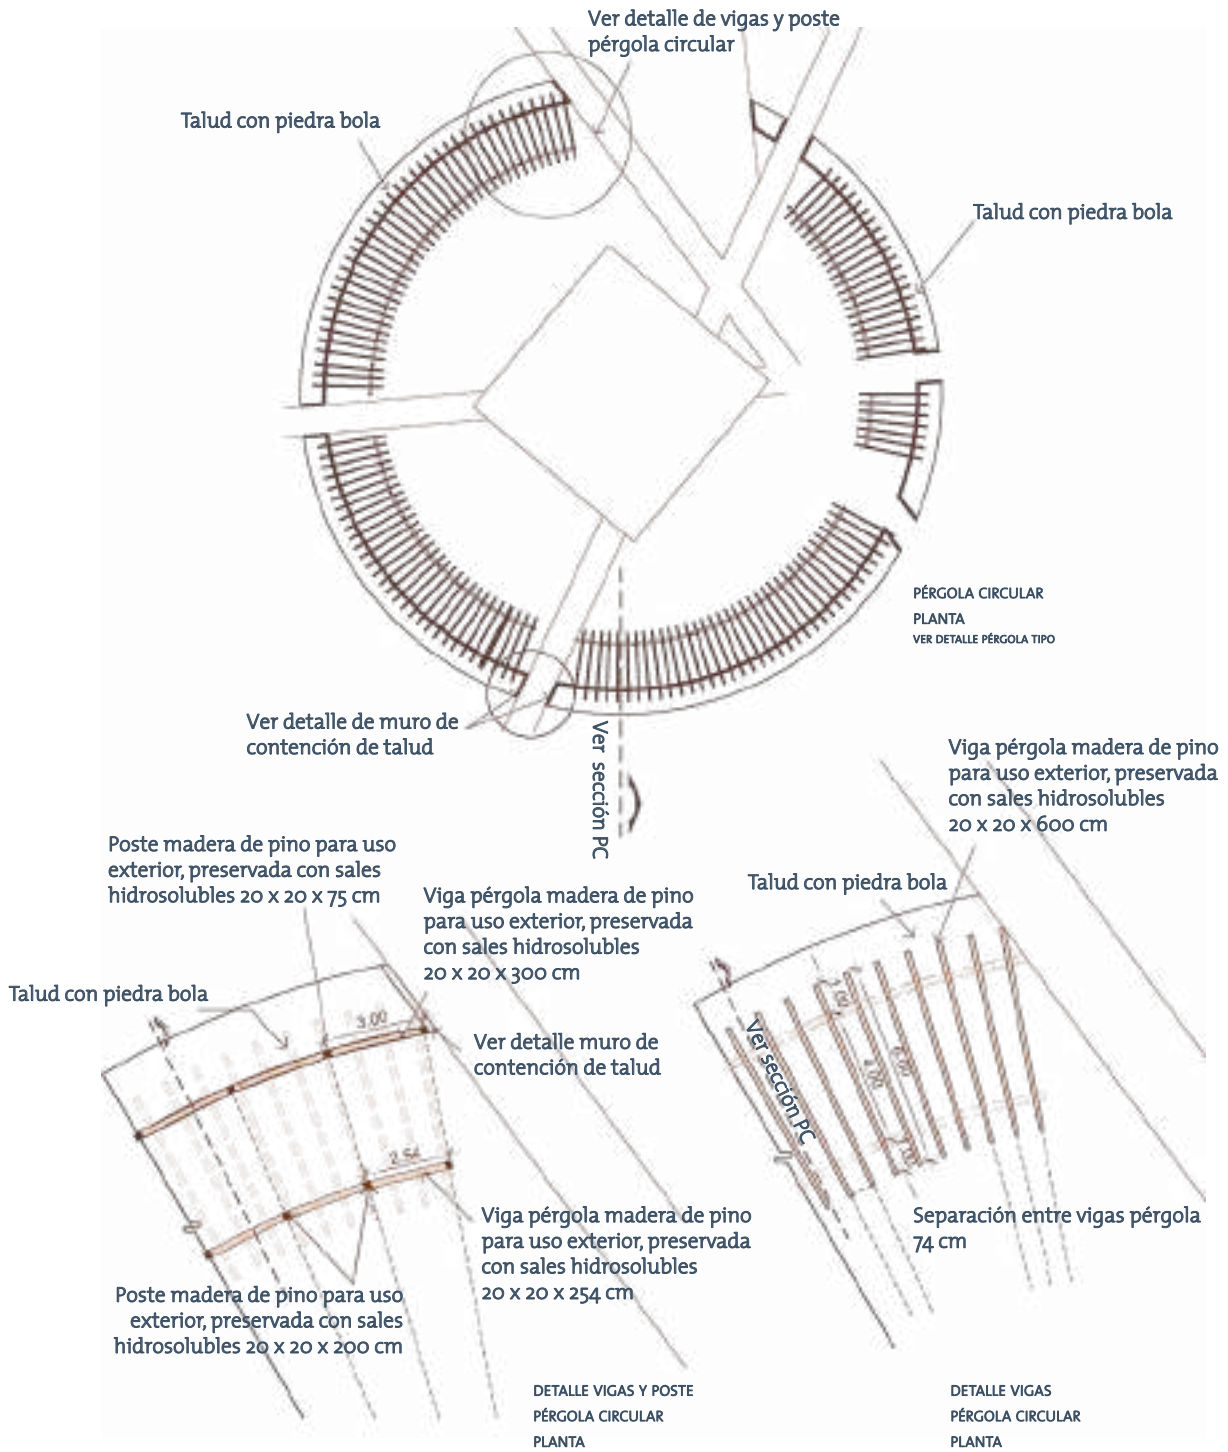 Ver detalle de vigas y poste
pérgola circular
Talud con piedra bola
Talud con piedra bola
PÉRGOLA CIRCULAR
PLANTA
VER DETALLE PÉRGOLA TIPO
Ver detalle de muro de
contención de talud
Ver sección PC
Viga pérgola madera de pino
para uso exterior, preservada
con sales hidrosolubles
20 x 20 x 600 cm
Poste madera de pino para uso
exterior, preservada con sales
hidrosolubles 20 x 20 x 75 cm
Viga pérgola madera de pino
para uso exterior, preservada
con sales hidrosolubles
20 x 20 x 300 cm
Talud con piedra bola
Talud con piedra bola
3.00
Ver detalle muro de
contención de talud
2.54
Viga pérgola madera de pino
para uso exterior, preservada
con sales hidrosolubles
20 x 20 x 254 cm
Poste madera de pino para uso
exterior, preservada con sales
hidrosolubles 20 x 20 x 200 cm
Ver sección PC
1.00
4.00
6.00
Separación entre vigas pérgola
74 cm
DETALLE VIGAS Y POSTE
PÉRGOLA CIRCULAR
PLANTA
DETALLE VIGAS
PÉRGOLA CIRCULAR
PLANTA